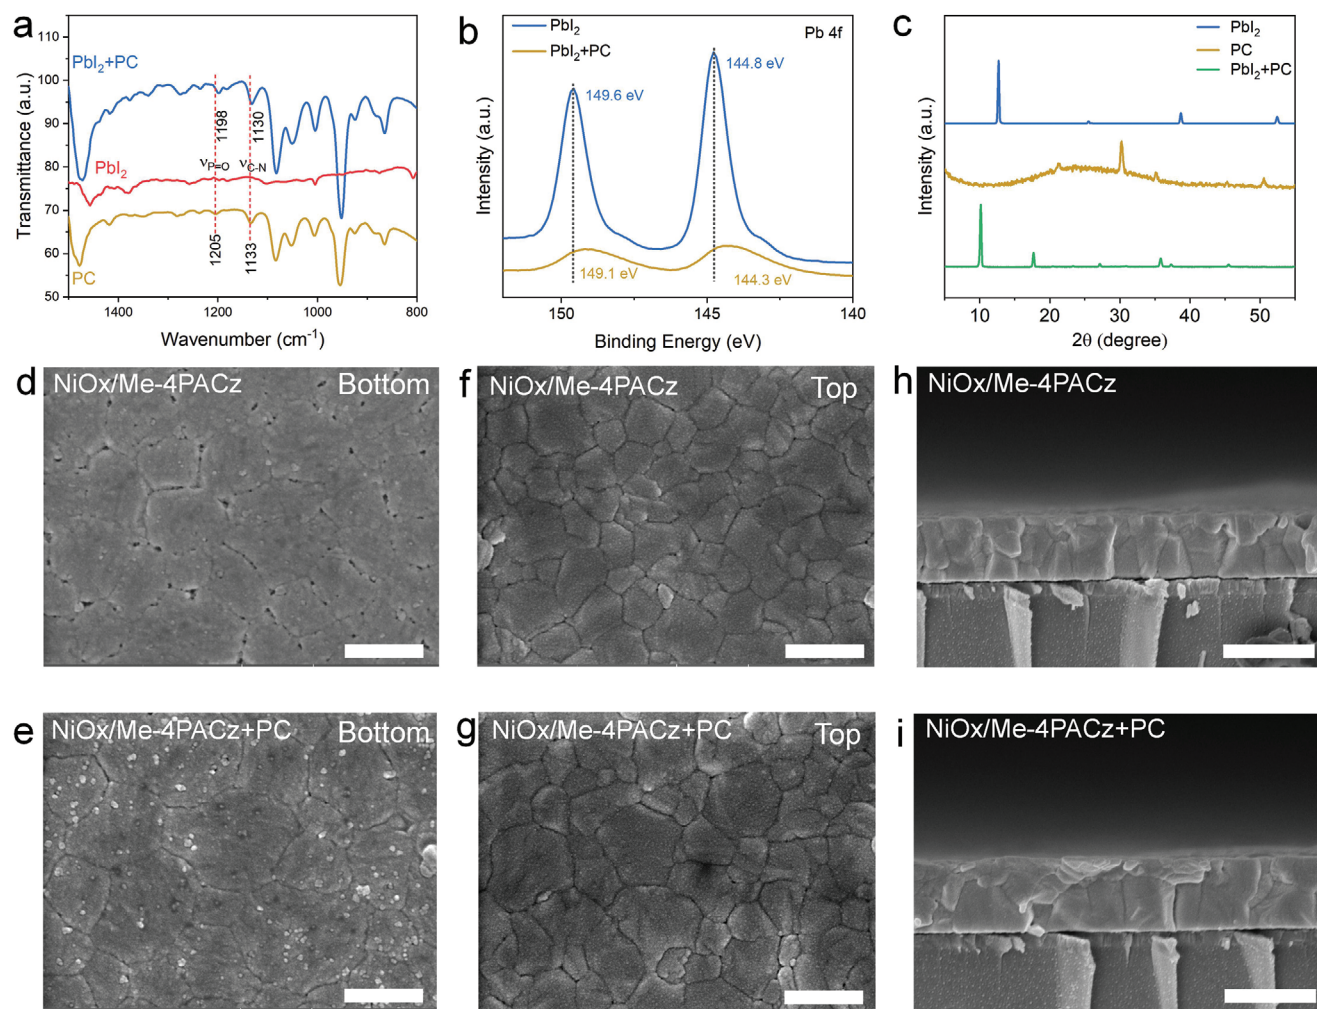 a
110
100
90
80
70
60
50
Transmittance (a.u.)
PbI2+PC
PbI2
PC
1198
1130
νP=O
νC-N
1205
1133
1400
1200
1000
800
Wavenumber (cm-1)
b
PbI2
PbI2+PC
Pb 4f
149.6 eV
144.8 eV
149.1 eV
144.3 eV
Intensity (a.u.)
150
145
140
Binding Energy (eV)
c
PbI2
PC
PbI2+PC
Intensity (a.u.)
10
20
30
40
50
2θ (degree)
d
NiOx/Me-4PACz
Bottom
f
NiOx/Me-4PACz
Top
h
NiOx/Me-4PACz
e
NiOx/Me-4PACz+PC
Bottom
g
NiOx/Me-4PACz+PC
Top
i
NiOx/Me-4PACz+PC